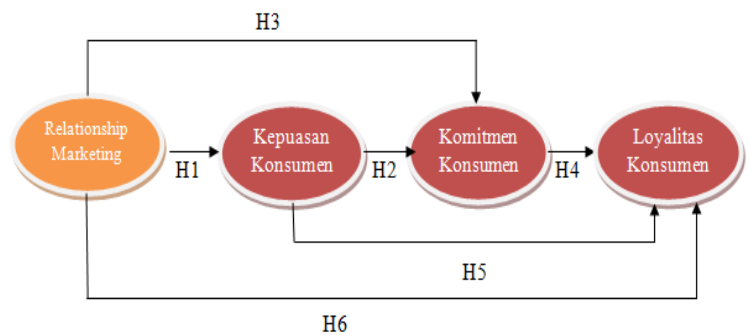 H3
Relationship
Marketing
H1
Kepuasan
Konsumen
H2
Komitmen
Konsumen
H4
Loyalitas
Konsumen
H5
H6